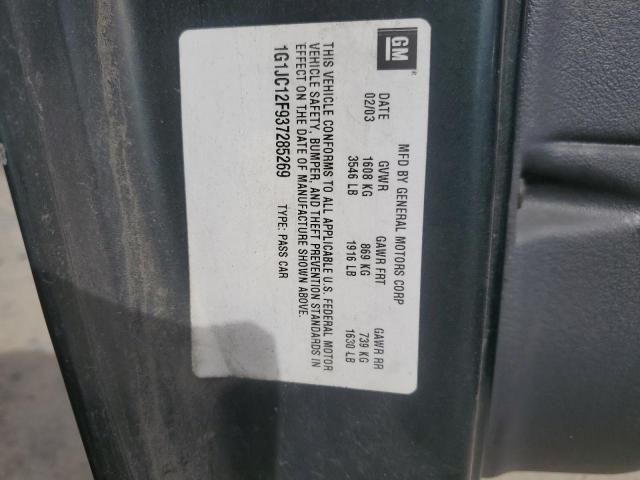 GM
MFD BY GENERAL MOTORS CORP
DATE GVWR GAWR FRT GAWR RR
02/03 1608 KG 869 KG 739 KG
3546 LB 1916 LB 1630 LB
THIS VEHICLE CONFORMS TO ALL APPLICABLE U.S. FEDERAL MOTOR
VEHICLE SAFETY, BUMPER, AND THEFT PREVENTION STANDARDS IN
EFFECT ON THE DATE OF MANUFACTURE SHOWN ABOVE.
1G1JC12F937285269 TYPE: PASS CAR